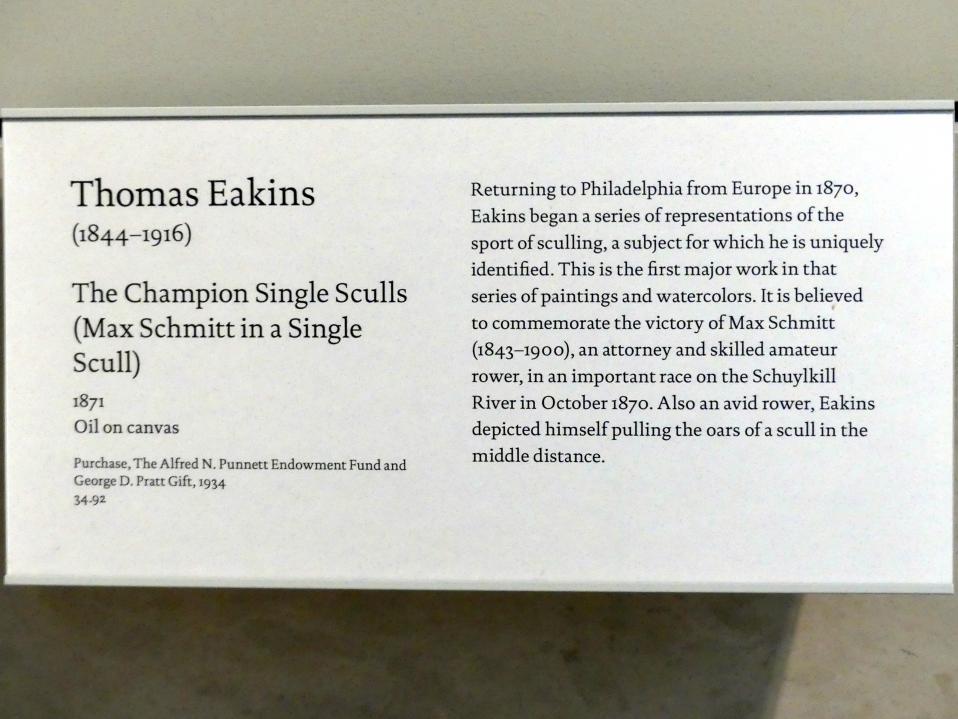 Thomas Eakins
(1844–1916)
The Champion Single Sculls
(Max Schmitt in a Single
Scull)
1871
Oil on canvas
Purchase, The Alfred N. Punnett Endowment Fund and
George D. Pratt Gift, 1934
34.92
Returning to Philadelphia from Europe in 1870,
Eakins began a series of representations of the
sport of sculling, a subject for which he is uniquely
identified. This is the first major work in that
series of paintings and watercolors. It is believed
to commemorate the victory of Max Schmitt
(1843–1900), an attorney and skilled amateur
rower, in an important race on the Schuylkill
River in October 1870. Also an avid rower, Eakins
depicted himself pulling the oars of a scull in the
middle distance.